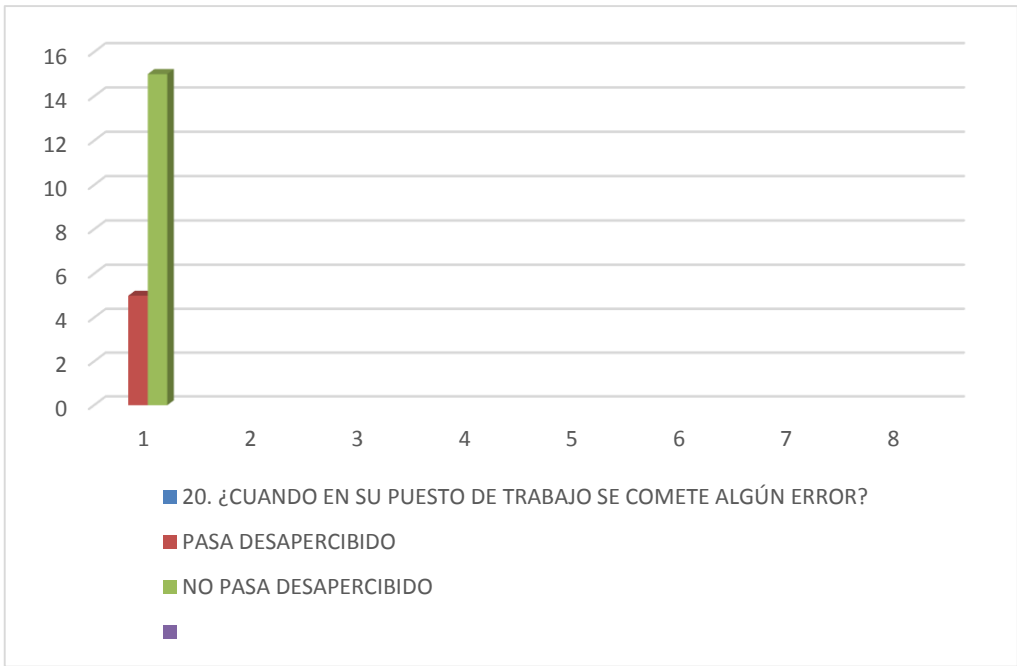 16
14
12
10
8
6
4
2
0
1 2 3 4 5 6 7 8
20. ¿CUANDO EN SU PUESTO DE TRABAJO SE COMETE ALGÚN ERROR?
PASA DESAPERCIBIDO
NO PASA DESAPERCIBIDO